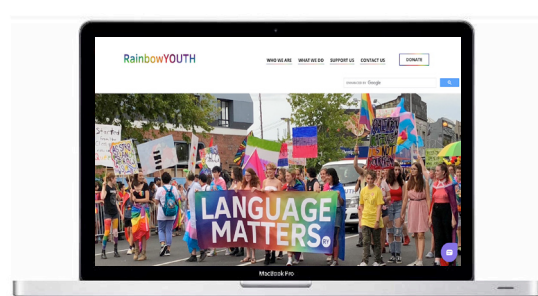 RainbowYOUTH
WHO WE ARE WHAT WE DO SUPPORT US CONTACT US DONATE
ENHANCED BY Google
LANGUAGE
MATTERS
RY
MacBook Pro